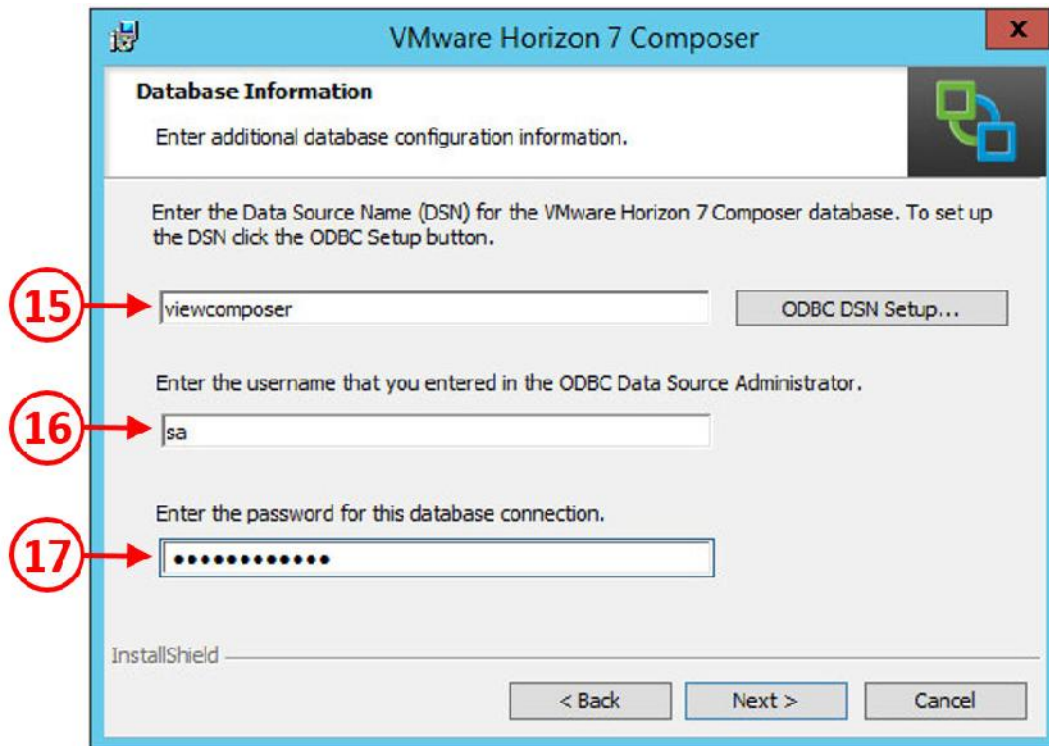 VMware Horizon 7 Composer
X
Database Information
Enter additional database configuration information.
Enter the Data Source Name (DSN) for the VMware Horizon 7 Composer database. To set up
the DSN click the ODBC Setup button.
15
viewcomposer
ODBC DSN Setup...
Enter the username that you entered in the ODBC Data Source Administrator.
16
sa
Enter the password for this database connection.
17
●●●●●●●●●●●●
InstallShield
< Back Next > Cancel